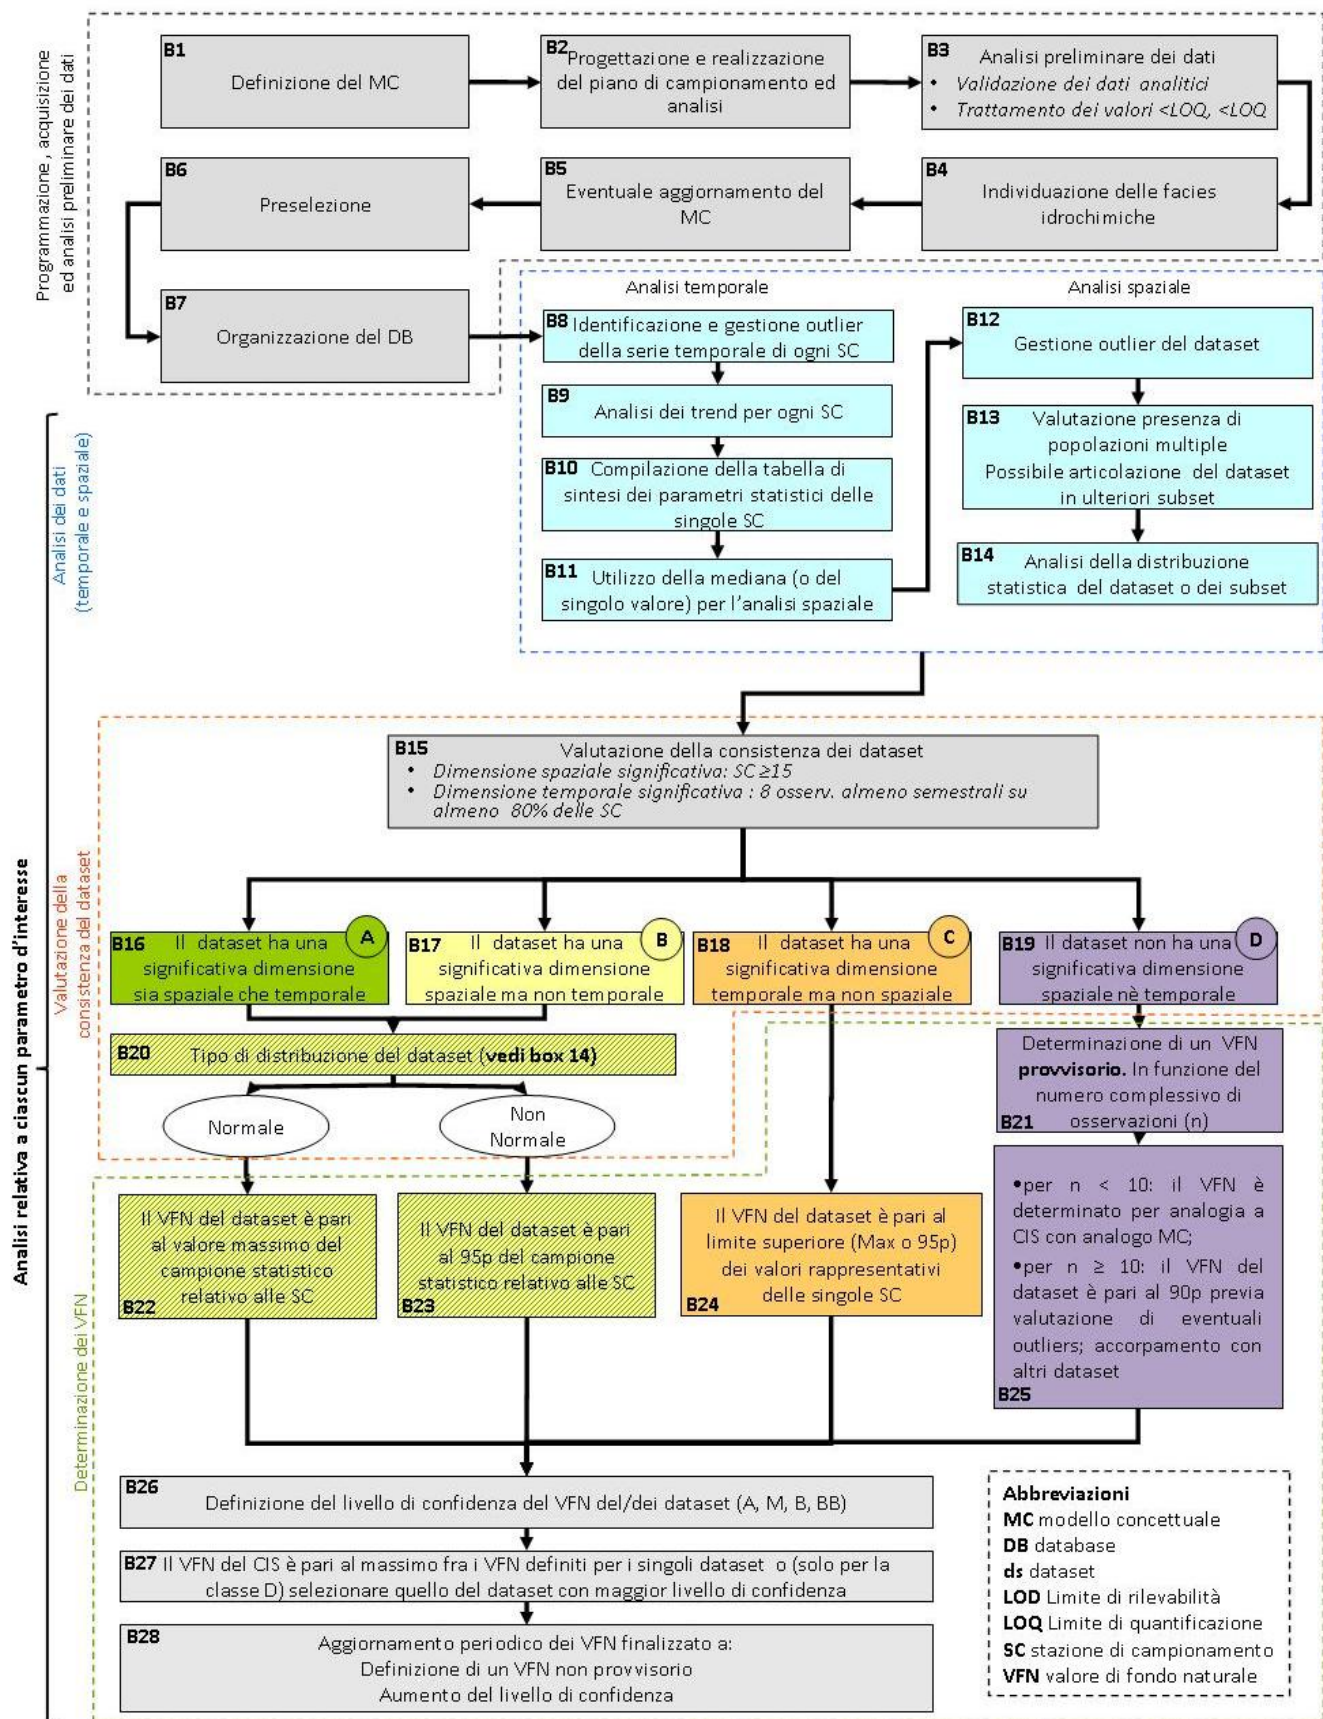 Programmazione , acquisizione
ed analisi preliminare dei dati
B1
Definizione del MC
B2
Progettazione e realizzazione
del piano di campionamento ed
analisi
B3
Analisi preliminare dei dati
• Validazione dei dati analitici
• Trattamento dei valori <LOQ, <LOQ
B6
Preselezione
B5
Eventuale aggiornamento del
MC
B4
Individuazione delle facies
idrochimiche
B7
Organizzazione del DB
Analisi relativa a ciascun parametro d'interesse
Analisi dei dati
(temporale e spaziale)
Analisi temporale
Analisi spaziale
B8 Identificazione e gestione outlier
della serie temporale di ogni SC
B9
Analisi dei trend per ogni SC
B10 Compilazione della tabella di
sintesi dei parametri statistici delle
singole SC
B11 Utilizzo della mediana (o del
singolo valore) per l'analisi spaziale
B12
Gestione outlier del dataset
B13 Valutazione presenza di
popolazioni multiple
Possibile articolazione del dataset
in ulteriori subset
B14 Analisi della distribuzione
statistica del dataset o dei subset
Valutazione della
consistenza del dataset
B15 Valutazione della consistenza dei dataset
• Dimensione spaziale significativa: SC ≥15
• Dimensione temporale significativa : 8 osserv. almeno semestrali su
almeno 80% delle SC
A
B16 Il dataset ha una
significativa dimensione
sia spaziale che temporale
B
B17 Il dataset ha una
significativa dimensione
spaziale ma non temporale
C
B18 Il dataset ha una
significativa dimensione
temporale ma non spaziale
D
B19 Il dataset non ha una
significativa dimensione
spaziale nè temporale
B20 Tipo di distribuzione del dataset (vedi box 14)
Normale
Non
Normale
Determinazione di un VFN
provvisorio. In funzione del
numero complessivo di
osservazioni (n)
B21
Determinazione dei VFN
Il VFN del dataset è pari
al valore massimo del
campione statistico
relativo alle SC
B22
Il VFN del dataset è pari
al 95p del campione
statistico relativo alle SC
B23
Il VFN del dataset è pari al
limite superiore (Max o 95p)
dei valori rappresentativi
delle singole SC
B24
•per n < 10: il VFN è
determinato per analogia a
CIS con analogo MC;
•per n ≥ 10: il VFN del
dataset è pari al 90p previa
valutazione di eventuali
outliers; accorpamento con
altri dataset
B25
B26
Definizione del livello di confidenza del VFN del/dei dataset (A, M, B, BB)
B27 Il VFN del CIS è pari al massimo fra i VFN definiti per i singoli dataset o (solo per la
classe D) selezionare quello del dataset con maggior livello di confidenza
B28
Aggiornamento periodico dei VFN finalizzato a:
Definizione di un VFN non provvisorio
Aumento del livello di confidenza
Abbreviazioni
MC modello concettuale
DB database
ds dataset
LOD Limite di rilevabilità
LOQ Limite di quantificazione
SC stazione di campionamento
VFN valore di fondo naturale